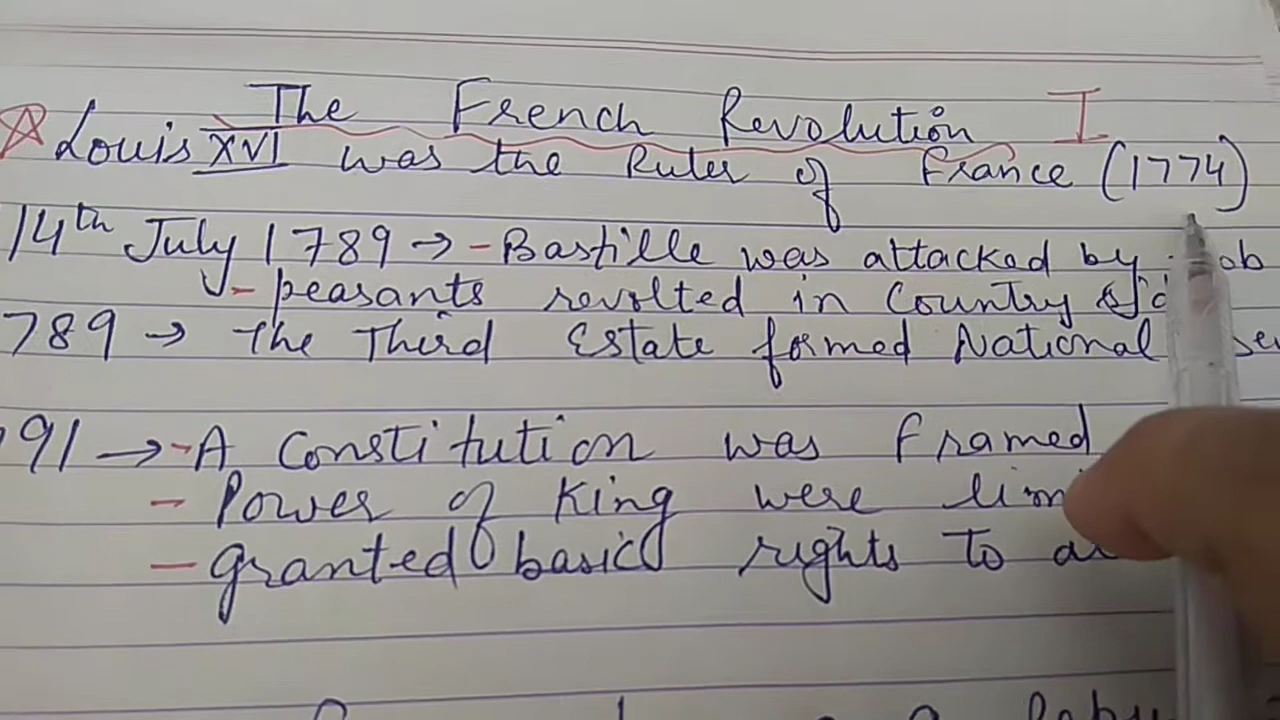 The French Revolution I
Louis XVI was the Ruler of France (1774)
14th July 1789 → - Bastille was attacked by
- peasants revolted in Country
789 → The Third Estate formed National
91 → - A Constitution was framed
- Power of King were
- granted basic rights to